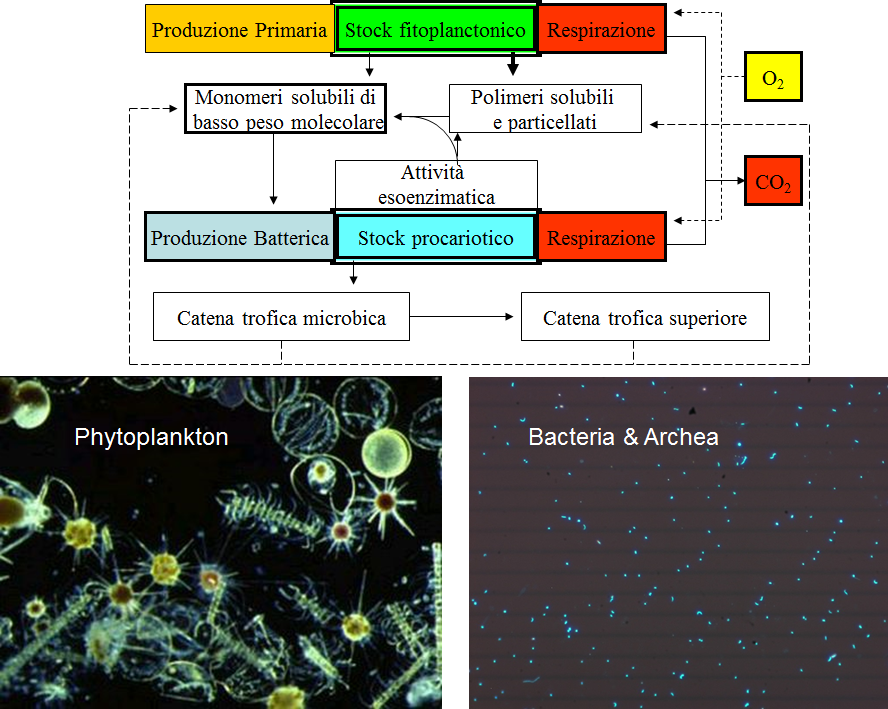 Produzione Primaria
Stock fitoplanctonico
Respirazione
O2
Monomeri solubili di
basso peso molecolare
Polimeri solubili
e particellati
Attività
esoenzimatica
CO2
Produzione Batterica
Stock procariotico
Respirazione
Catena trofica microbica
Catena trofica superiore
Phytoplankton
Bacteria & Archea